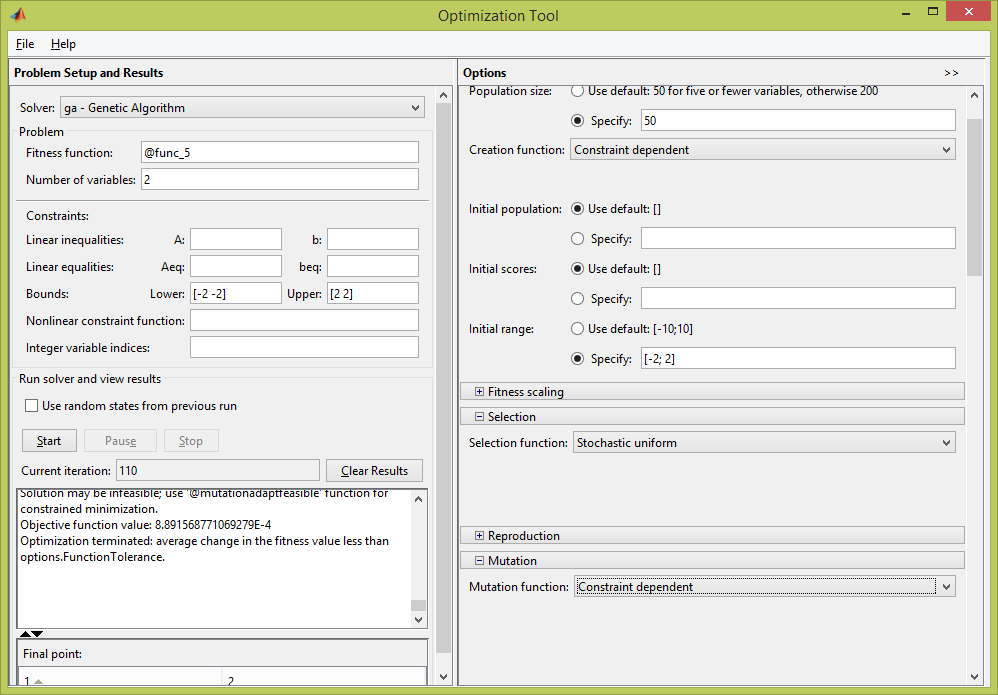 Optimization Tool
File Help
Problem Setup and Results
Solver: ga - Genetic Algorithm
Problem
Fitness function: @func_5
Number of variables: 2
Constraints:
Linear inequalities: A: b:
Linear equalities: Aeq: beq:
Bounds: Lower: [-2 -2] Upper: [2 2]
Nonlinear constraint function:
Integer variable indices:
Run solver and view results
Use random states from previous run
Start Pause Stop
Current iteration: 110 Clear Results
Solution may be infeasible; use '@mutationadaptfeasible' function for
constrained minimization.
Objective function value: 8.891568771069279E-4
Optimization terminated: average change in the fitness value less than
options.FunctionTolerance.
Final point:
1 2
Options >>
Population size: Use default: 50 for five or fewer variables, otherwise 200
Specify: 50
Creation function: Constraint dependent
Initial population: Use default: []
Specify:
Initial scores: Use default: []
Specify:
Initial range: Use default: [-10;10]
Specify: [-2; 2]
Fitness scaling
Selection
Selection function: Stochastic uniform
Reproduction
Mutation
Mutation function: Constraint dependent